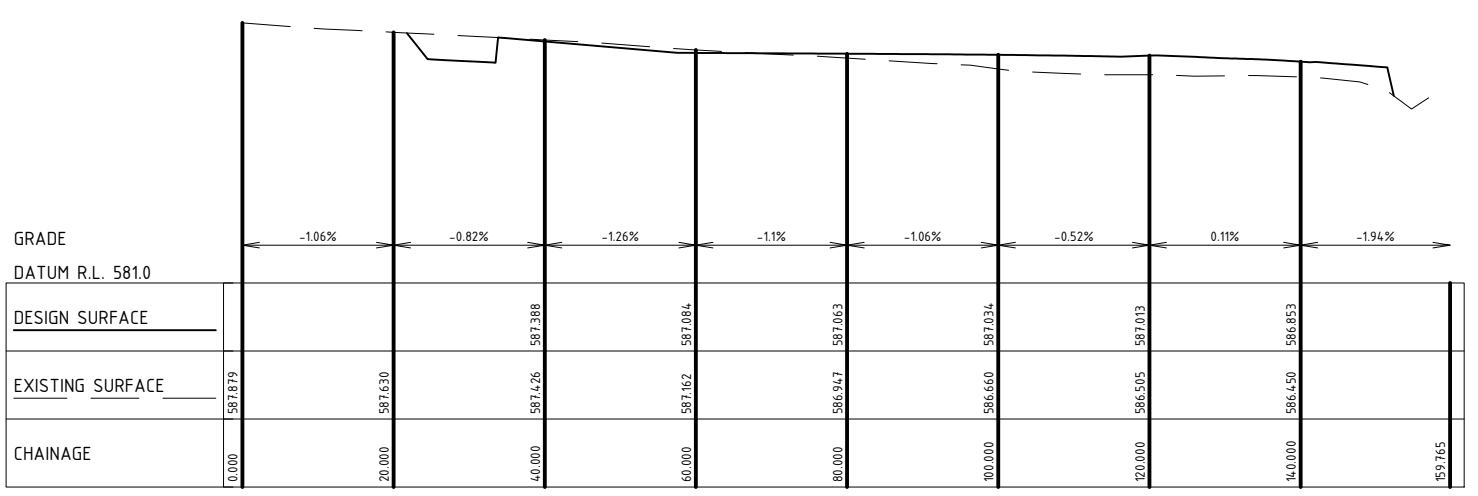 GRADE
-1.06% -0.82% -1.26% -1.1% -1.06% -0.52% 0.11% -1.94%
DATUM R.L. 581.0
DESIGN SURFACE
587.388 587.084 587.063 587.034 587.013 586.853
EXISTING SURFACE
587.879 587.630 587.426 587.162 586.947 586.660 586.505 586.450
CHAINAGE
0.000 20.000 40.000 60.000 80.000 100.000 120.000 140.000 159.765